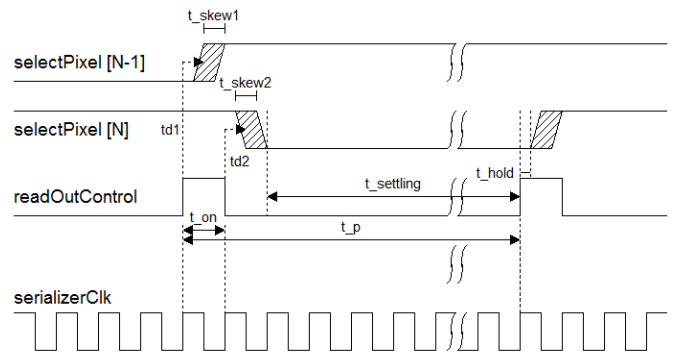 t_skew1
selectPixel [N-1]
t_skew2
selectPixel [N]
td1
td2
t_hold
t_settling
readOutControl
t_on
t_p
serializerClk